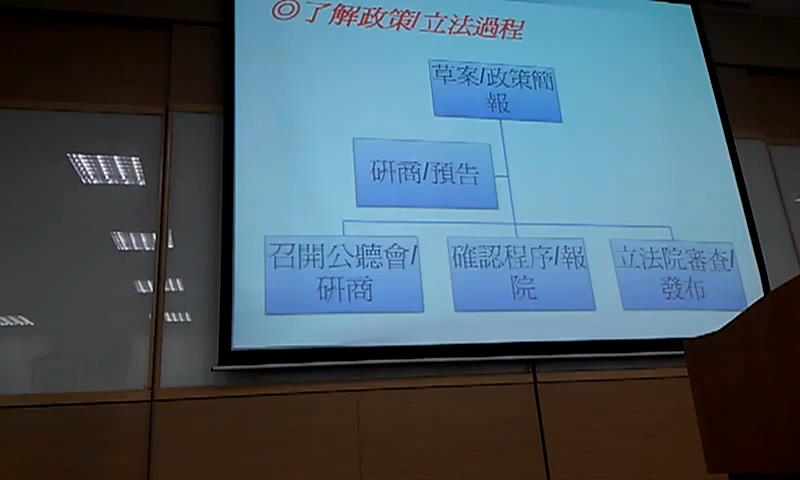 ◎了解政策/立法過程
草案/政策簡
報
研商/預告
召開公聽會/
研商
確認程序/報
院
立法院審查/
發布